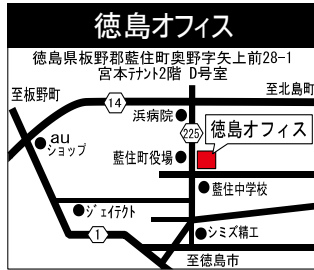 徳島オフィス
徳島県板野郡藍住町奥野字矢上前28-1
宮本テナント2階 D号室
至板野町
14
至北島町
浜病院
225
徳島オフィス
au
ショップ
藍住町役場
藍住中学校
ジェイテクト
1
シミズ精工
至徳島市